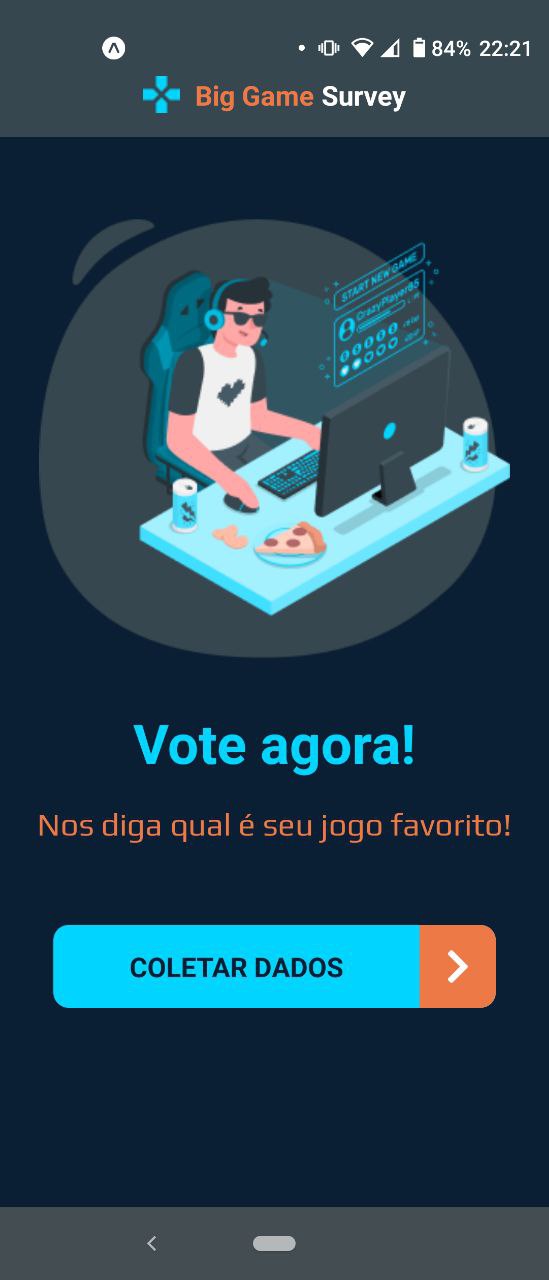 84% 22:21
Big Game Survey
START NEW GAME
CrazyPlayer85
Vote agora!
Nos diga qual é seu jogo favorito!
COLETAR DADOS